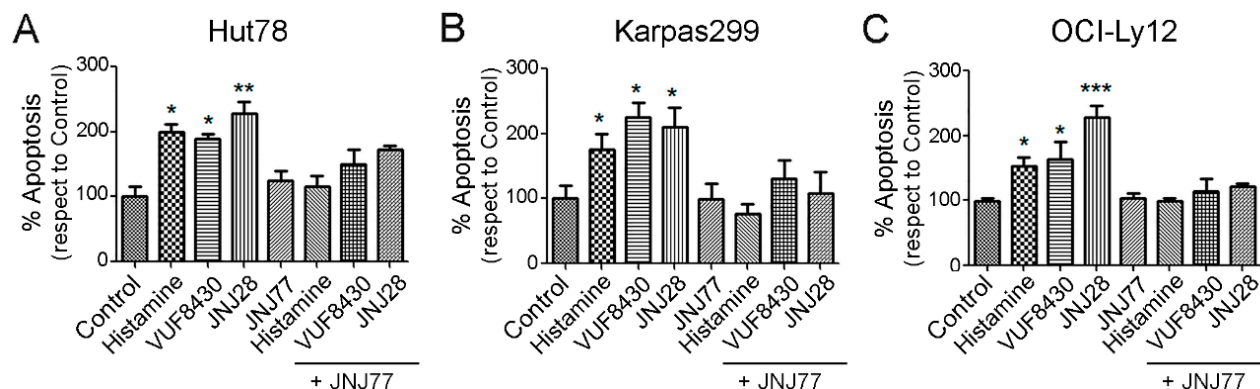 A
Hut78
% Apoptosis
(respect to Control)
300
200
100
0
*
*
**
Control
Histamine
VUF8430
JNJ28
JNJ77
Histamine
VUF8430
JNJ28
+ JNJ77
B
Karpas299
% Apoptosis
(respect to Control)
300
200
100
0
*
*
*
Control
Histamine
VUF8430
JNJ28
JNJ77
Histamine
VUF8430
JNJ28
+ JNJ77
C
OCI-Ly12
% Apoptosis
(respect to Control)
300
200
100
0
*
*
***
Control
Histamine
VUF8430
JNJ28
JNJ77
Histamine
VUF8430
JNJ28
+ JNJ77